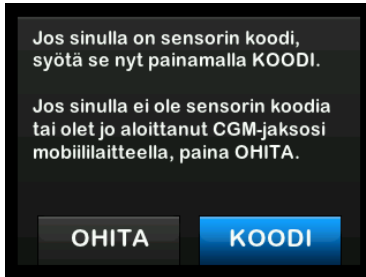 Jos sinulla on sensorin koodi,
syötä se nyt painamalla KOODI.
Jos sinulla ei ole sensorin koodia
tai olet jo aloittanut CGM-jaksosi
mobiililaitteella, paina OHITA.
OHITA
KOODI